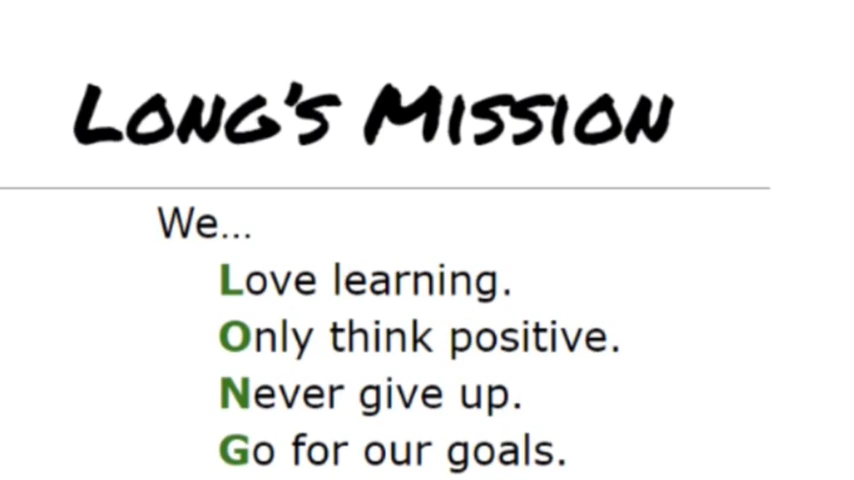 Long's Mission
We...
Love learning.
Only think positive.
Never give up.
Go for our goals.